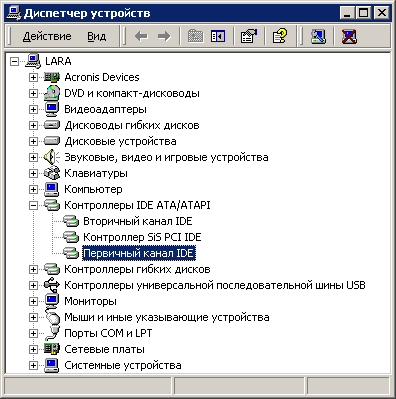 Диспетчер устройств
Действие Вид
LARA
Acronis Devices
DVD и компакт-дисководы
Видеоадаптеры
Дисководы гибких дисков
Дисковые устройства
Звуковые, видео и игровые устройства
Клавиатуры
Компьютер
Контроллеры IDE ATA/ATAPI
Вторичный канал IDE
Контроллер SiS PCI IDE
Первичный канал IDE
Контроллеры гибких дисков
Контроллеры универсальной последовательной шины USB
Мониторы
Мыши и иные указывающие устройства
Порты COM и LPT
Сетевые платы
Системные устройства